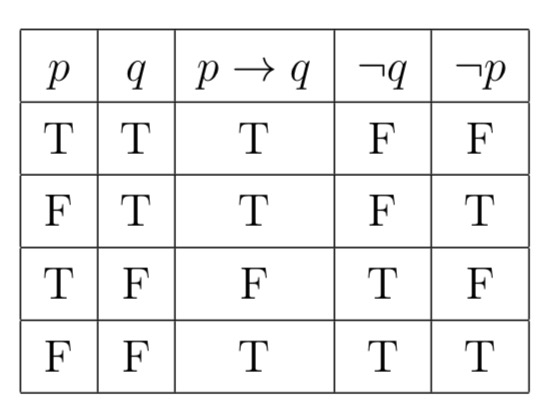 p q p → q ¬q ¬p
T T T F F
F T T F T
T F F T F
F F T T T